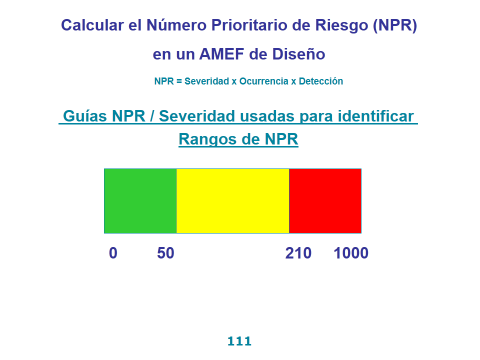 Calcular el Número Prioritario de Riesgo (NPR)
en un AMEF de Diseño
NPR = Severidad x Ocurrencia x Detección
Guías NPR / Severidad usadas para identificar
Rangos de NPR
0 50 210 1000
111